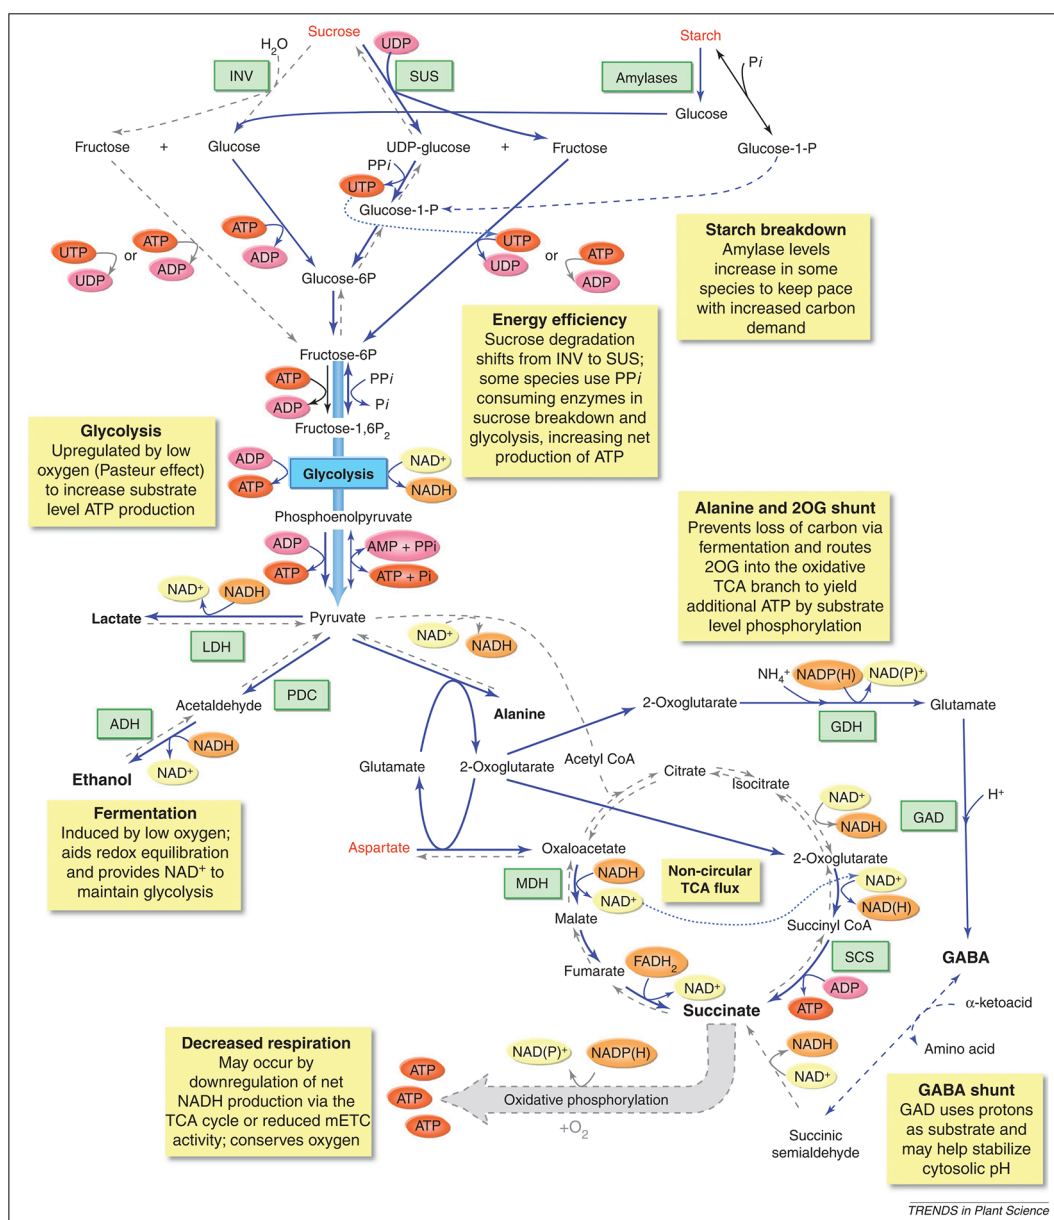 Sucrose
Starch
H2O
UDP
INV
SUS
Amylases
Pi
Glucose
Fructose + Glucose
UDP-glucose + Fructose
Glucose-1-P
PPi
UTP
Glucose-1-P
UTP or ATP
UDP
ADP
ATP
ADP
UTP or ATP
UDP
ADP
Glucose-6P
Starch breakdown
Amylase levels
increase in some
species to keep pace
with increased carbon
demand
Energy efficiency
Sucrose degradation
shifts from INV to SUS;
some species use PPi
consuming enzymes in
sucrose breakdown and
glycolysis, increasing net
production of ATP
Fructose-6P
ATP
ADP
PPi
Pi
Fructose-1,6P2
Glycolysis
Upregulated by low
oxygen (Pasteur effect)
to increase substrate
level ATP production
ADP
ATP
Glycolysis
NAD+
NADH
Phosphoenolpyruvate
ADP
ATP
AMP + PPi
ATP + Pi
Alanine and 2OG shunt
Prevents loss of carbon via
fermentation and routes
2OG into the oxidative
TCA branch to yield
additional ATP by substrate
level phosphorylation
NAD+
NADH
Lactate
Pyruvate
LDH
NAD+
NADH
PDC
Acetaldehyde
ADH
NADH
NAD+
Ethanol
Alanine
NH4+
NADP(H)
NAD(P)+
2-Oxoglutarate
Glutamate
GDH
Glutamate
2-Oxoglutarate
Acetyl CoA
Citrate
Isocitrate
NAD+
NADH
GAD
H+
Fermentation
Induced by low oxygen;
aids redox equilibration
and provides NAD+ to
maintain glycolysis
Aspartate
Oxaloacetate
2-Oxoglutarate
MDH
NADH
NAD+
Non-circular
TCA flux
NAD+
NAD(H)
Malate
Succinyl CoA
SCS
Fumarate
FADH2
NAD+
ADP
ATP
Succinate
GABA
α-ketoacid
Amino acid
Decreased respiration
May occur by
downregulation of net
NADH production via the
TCA cycle or reduced mETC
activity; conserves oxygen
ATP
ATP
ATP
NAD(P)+
NADP(H)
Oxidative phosphorylation
+O2
NADH
NAD+
Succinic
semialdehyde
GABA shunt
GAD uses protons
as substrate and
may help stabilize
cytosolic pH
TRENDS in Plant Science